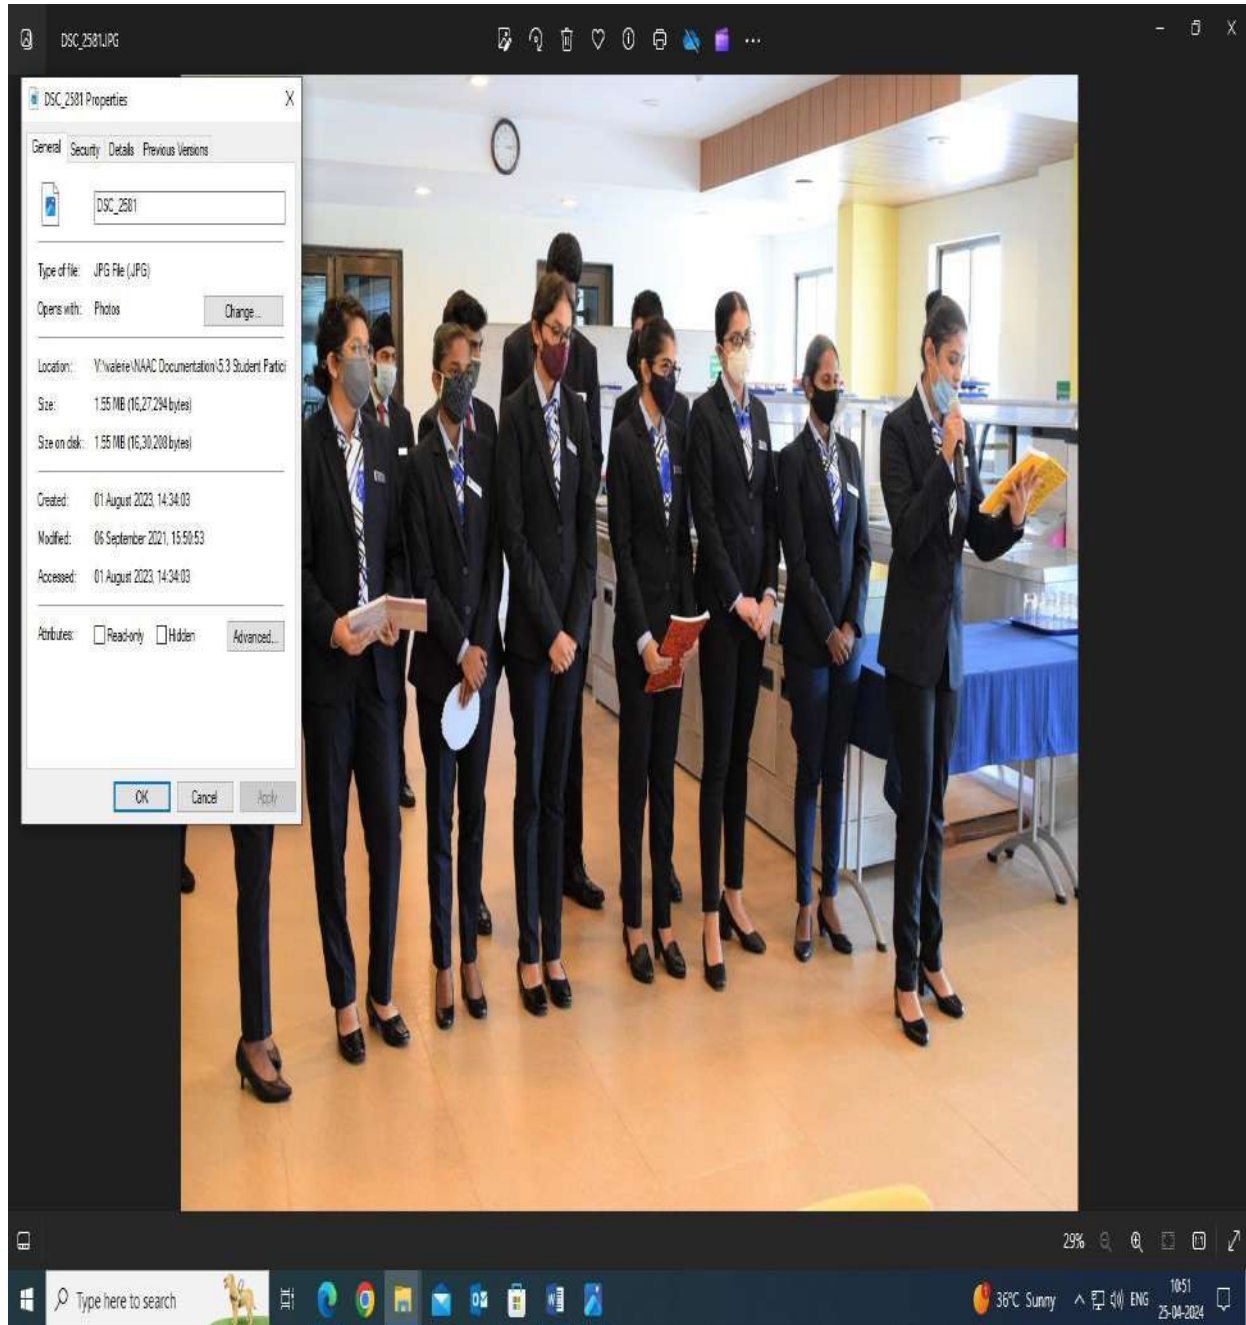 DSC_2581.JPG
DSC_2581 Properties
General Security Details Previous Versions
DSC_2581
Type of file: JPG File (.JPG)
Opens with: Photos Change...
Location: V:\valerie\NAAC Documentation\5.3 Student Partici
Size: 1.55 MB (16,27,294 bytes)
Size on disk: 1.55 MB (16,30,208 bytes)
Created: 01 August 2023, 14:34:03
Modified: 06 September 2021, 15:50:53
Accessed: 01 August 2023, 14:34:03
Attributes: Read-only Hidden Advanced...
OK Cancel Apply
29%
Type here to search
36°C Sunny ENG
10:51
25-04-2024